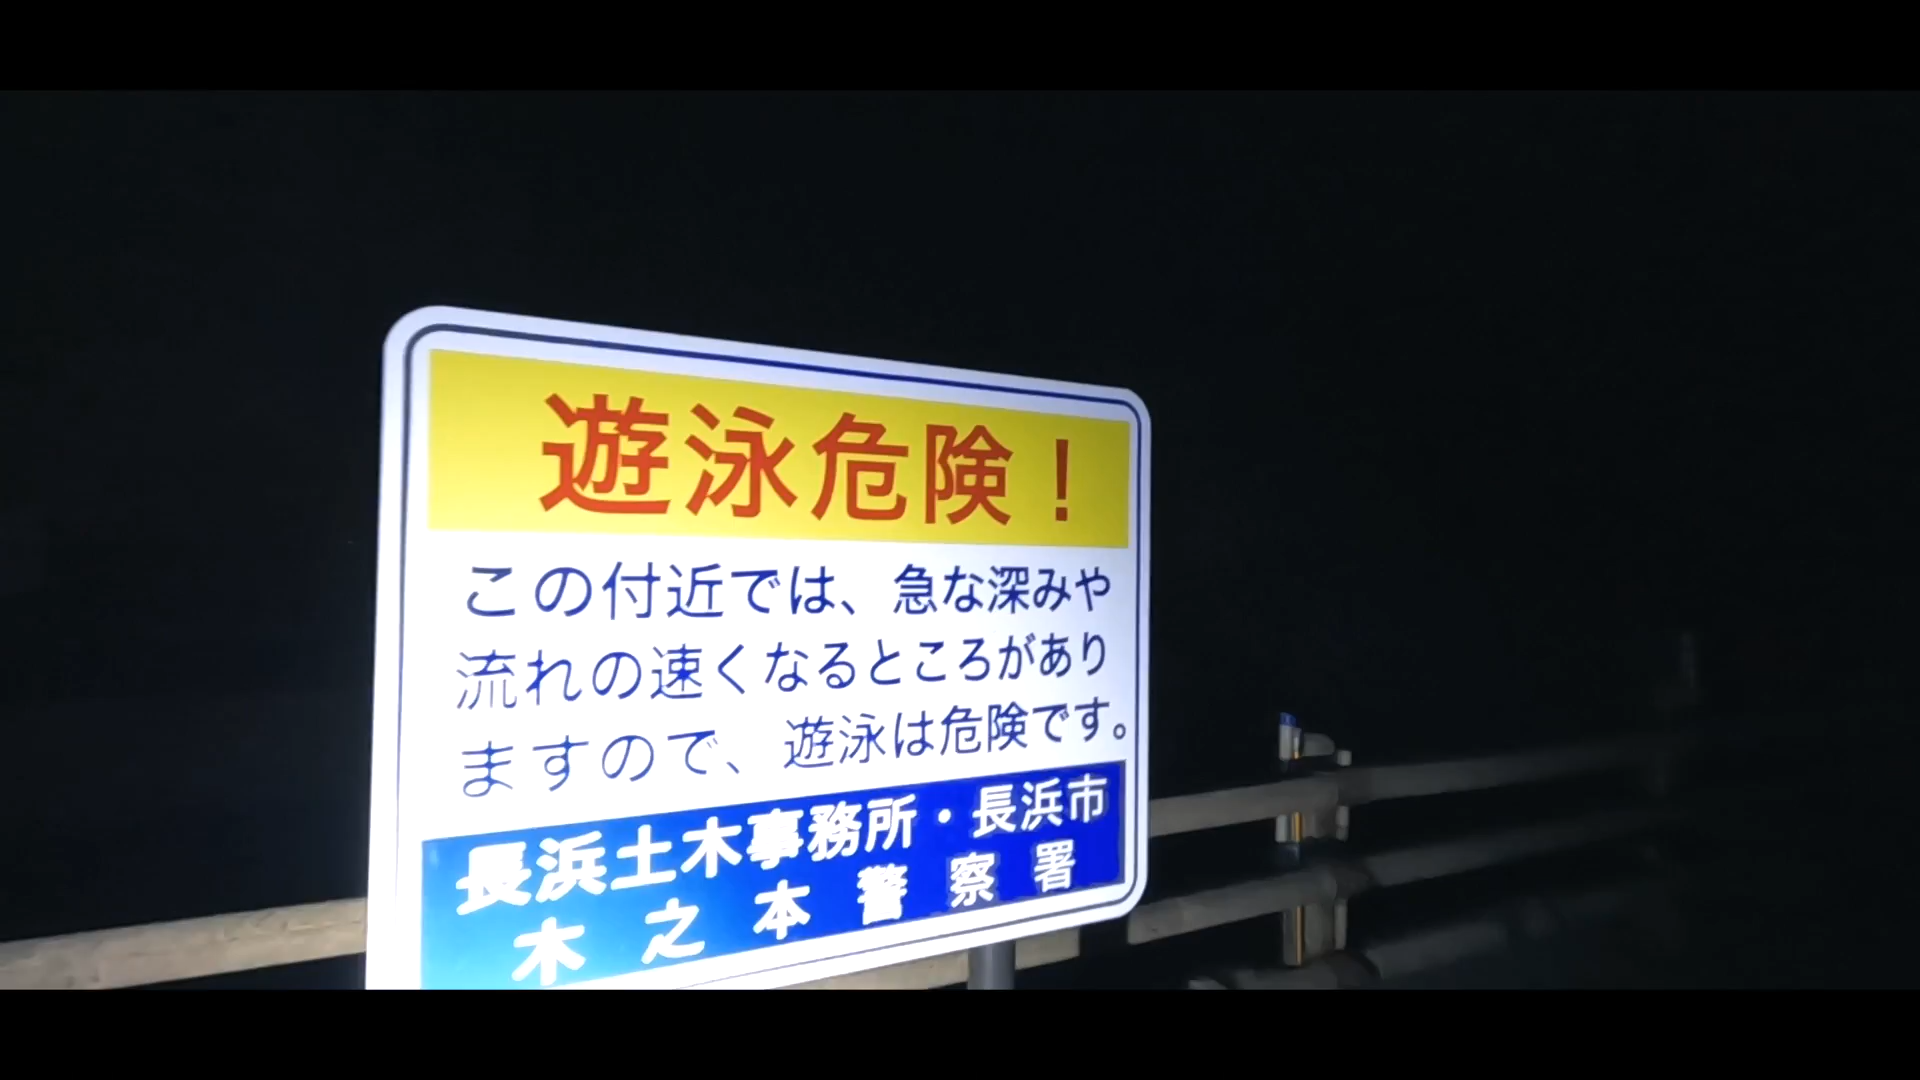 遊泳危険！
この付近では、急な深みや
流れの速くなるところがあり
ますので、遊泳は危険です。
長浜土木事務所・長浜市
木之本警察署